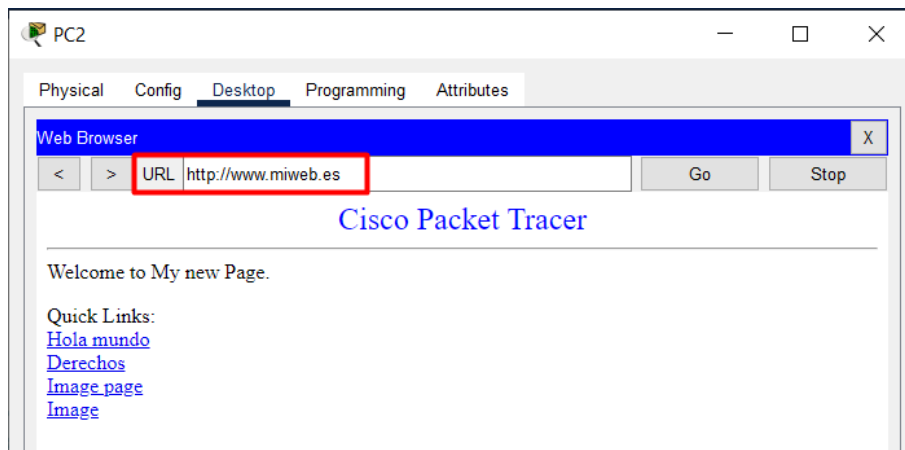 PC2
Physical Config Desktop Programming Attributes
Web Browser X
< > URL http://www.miweb.es Go Stop
Cisco Packet Tracer
Welcome to My new Page.
Quick Links:
Hola mundo
Derechos
Image page
Image